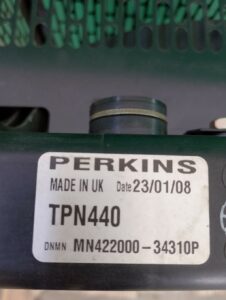 PERKINS
MADE IN UK Date 23/01/08
TPN440
DNMN MN422000-34310P